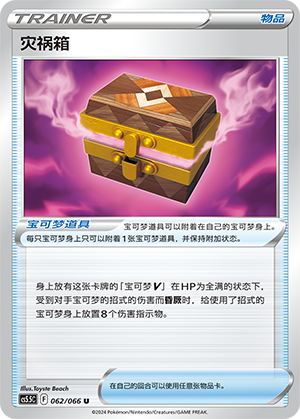 TRAINER 物品
灾祸箱
宝可梦道具 宝可梦道具可以附着在自己的宝可梦身上。
每只宝可梦身上只可以附着1张宝可梦道具，并保持附加状态。
身上放有这张卡牌的「宝可梦V」在HP为全满的状态下，
受到对手宝可梦的招式的伤害而昏厥时，给使用了招式的
宝可梦身上放置8个伤害指示物。
Illus.Toyste Beach
CS5.5C F 062/066 U
在自己的回合可以使用任意张物品卡。
©2024 Pokémon/Nintendo/Creatures/GAME FREAK.